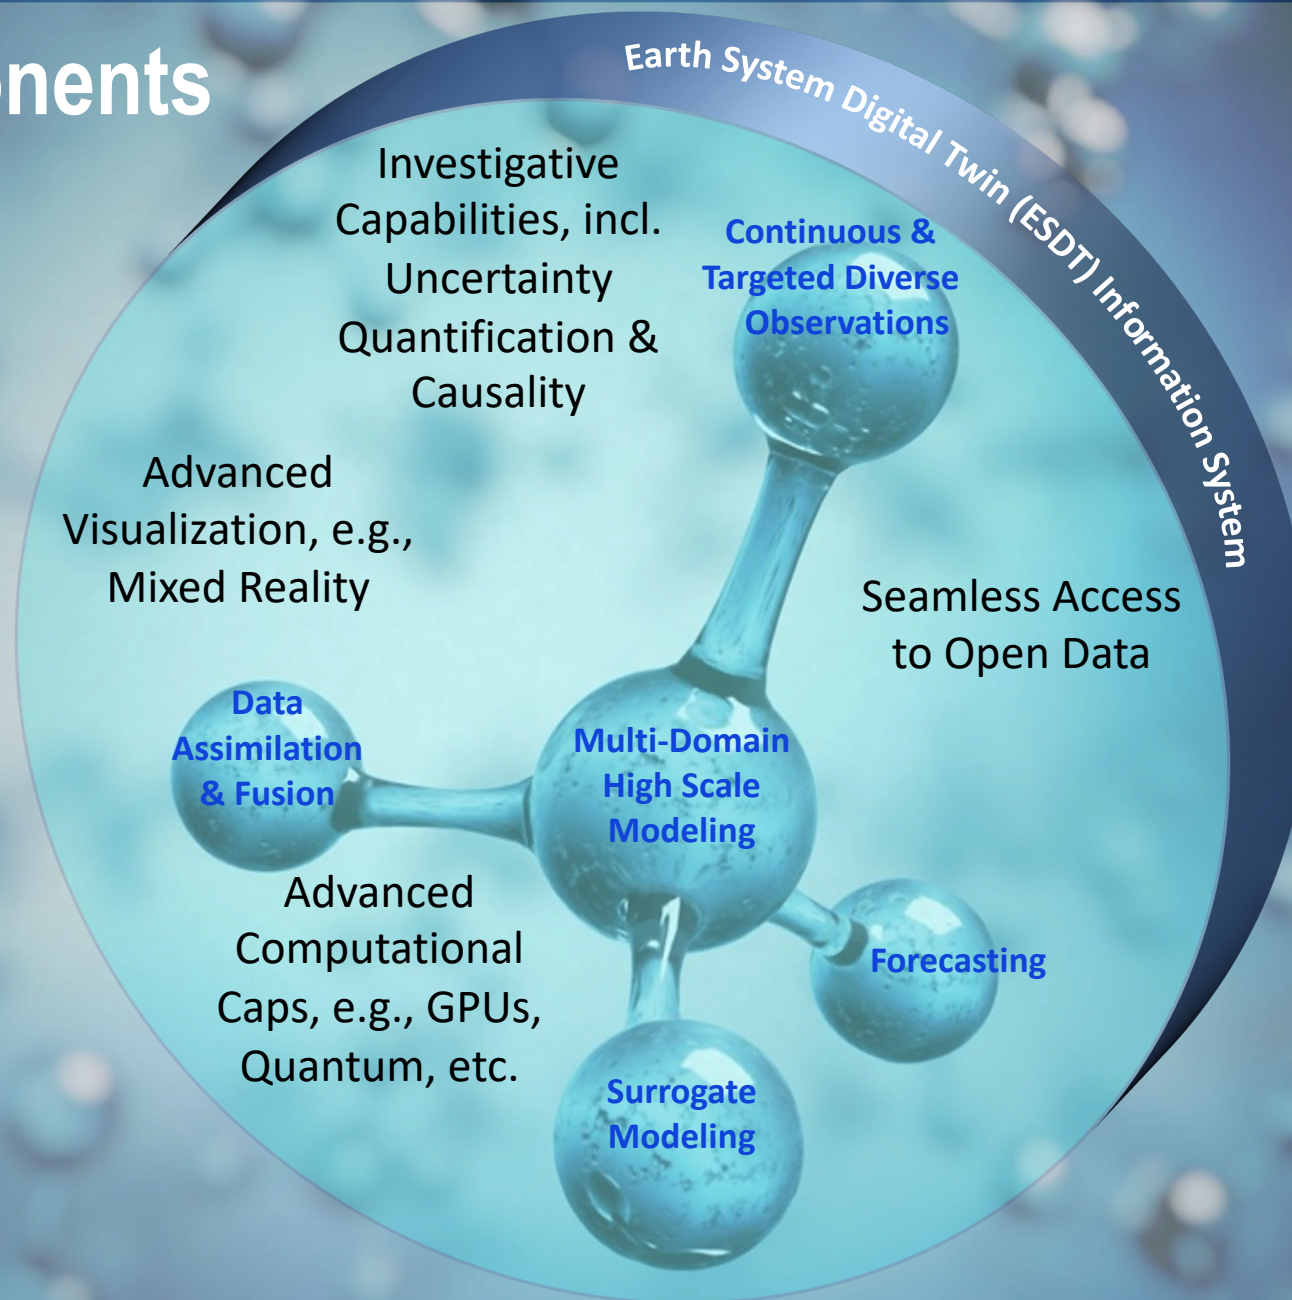 onents
Earth System Digital Twin (ESDT) Information System
Investigative
Capabilities, incl.
Uncertainty
Quantification &
Causality
Continuous &
Targeted Diverse
Observations
Advanced
Visualization, e.g.,
Mixed Reality
Seamless Access
to Open Data
Data
Assimilation
& Fusion
Multi-Domain
High Scale
Modeling
Advanced
Computational
Caps, e.g., GPUs,
Quantum, etc.
Forecasting
Surrogate
Modeling